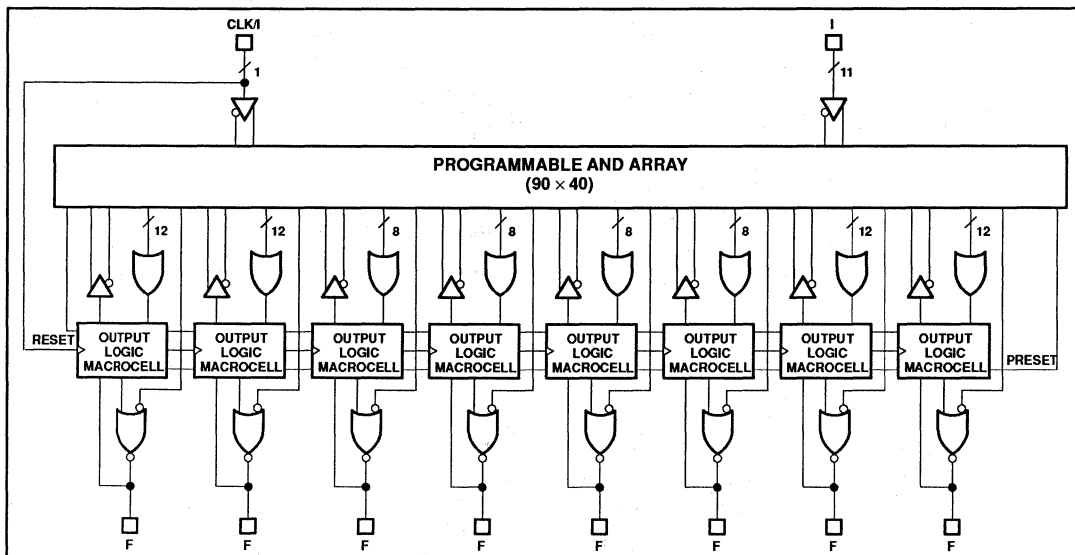 CLK/I
I
1
11
PROGRAMMABLE AND ARRAY
(90 × 40)
12
12
8
8
8
8
12
12
RESET
OUTPUT
LOGIC
MACROCELL
OUTPUT
LOGIC
MACROCELL
OUTPUT
LOGIC
MACROCELL
OUTPUT
LOGIC
MACROCELL
OUTPUT
LOGIC
MACROCELL
OUTPUT
LOGIC
MACROCELL
OUTPUT
LOGIC
MACROCELL
OUTPUT
LOGIC
MACROCELL
PRESET
F
F
F
F
F
F
F
F